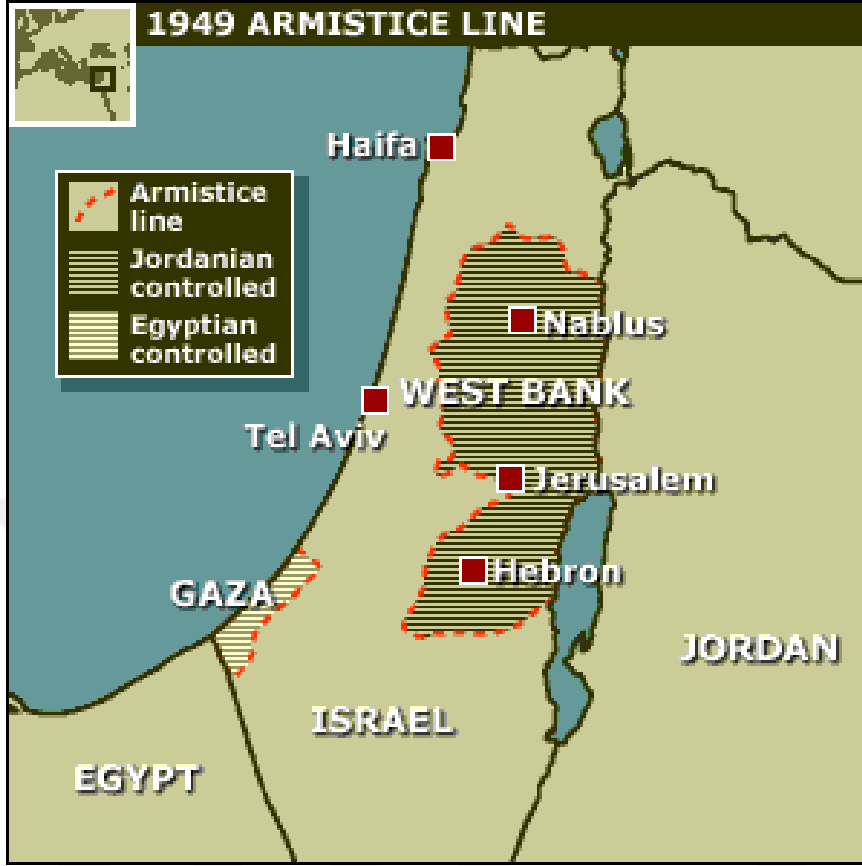 1949 ARMISTICE LINE
Haifa
Armistice
line
Jordanian
controlled
Egyptian
controlled
Nablus
WEST BANK
Tel Aviv
Jerusalem
Hebron
GAZA
JORDAN
ISRAEL
EGYPT